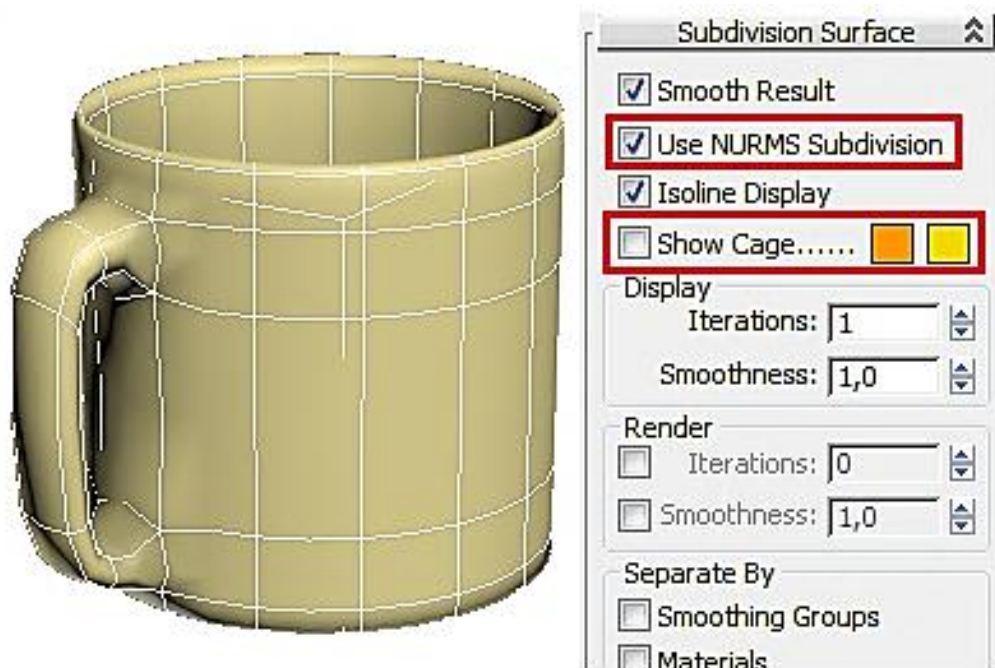 Subdivision Surface
Smooth Result
Use NURMS Subdivision
Isoline Display
Show Cage......
Display
Iterations: 1
Smoothness: 1,0
Render
Iterations: 0
Smoothness: 1,0
Separate By
Smoothing Groups
Materials